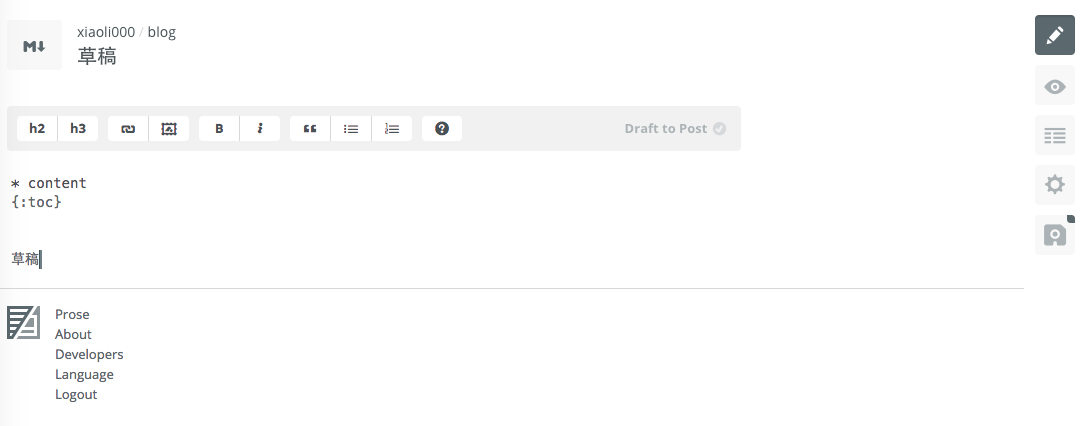 M↓
xiaoli000 / blog
草稿
h2 h3 B i Draft to Post
* content
{:toc}
草稿
Prose
About
Developers
Language
Logout